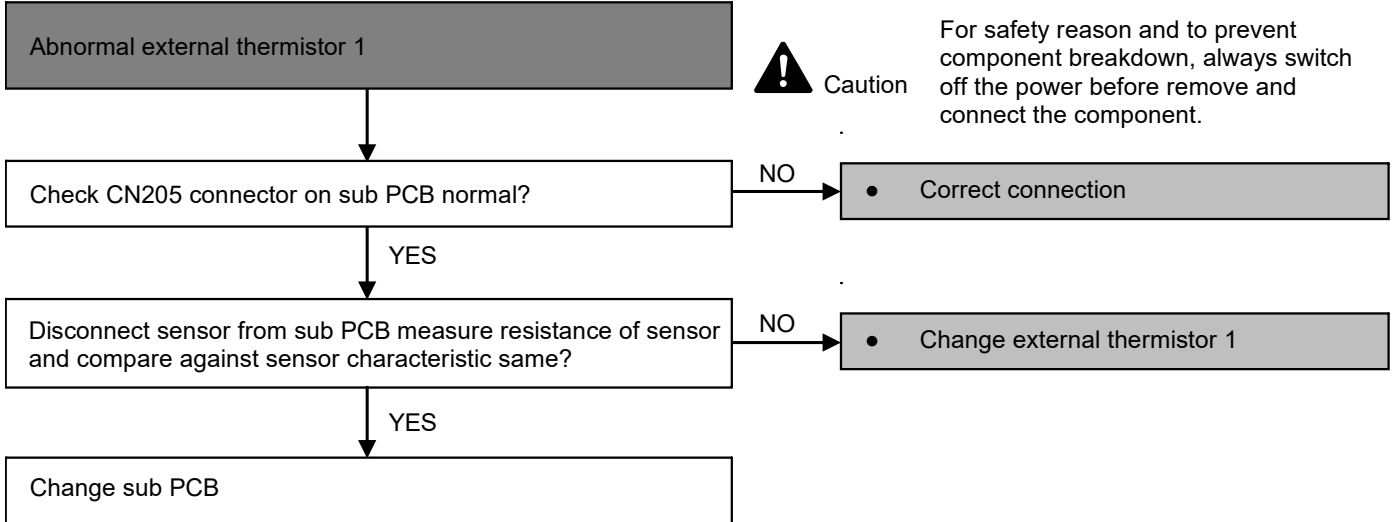 Abnormal external thermistor 1
Caution
For safety reason and to prevent
component breakdown, always switch
off the power before remove and
connect the component.
.
Check CN205 connector on sub PCB normal?
NO
● Correct connection
YES
.
Disconnect sensor from sub PCB measure resistance of sensor
and compare against sensor characteristic same?
NO
● Change external thermistor 1
YES
Change sub PCB